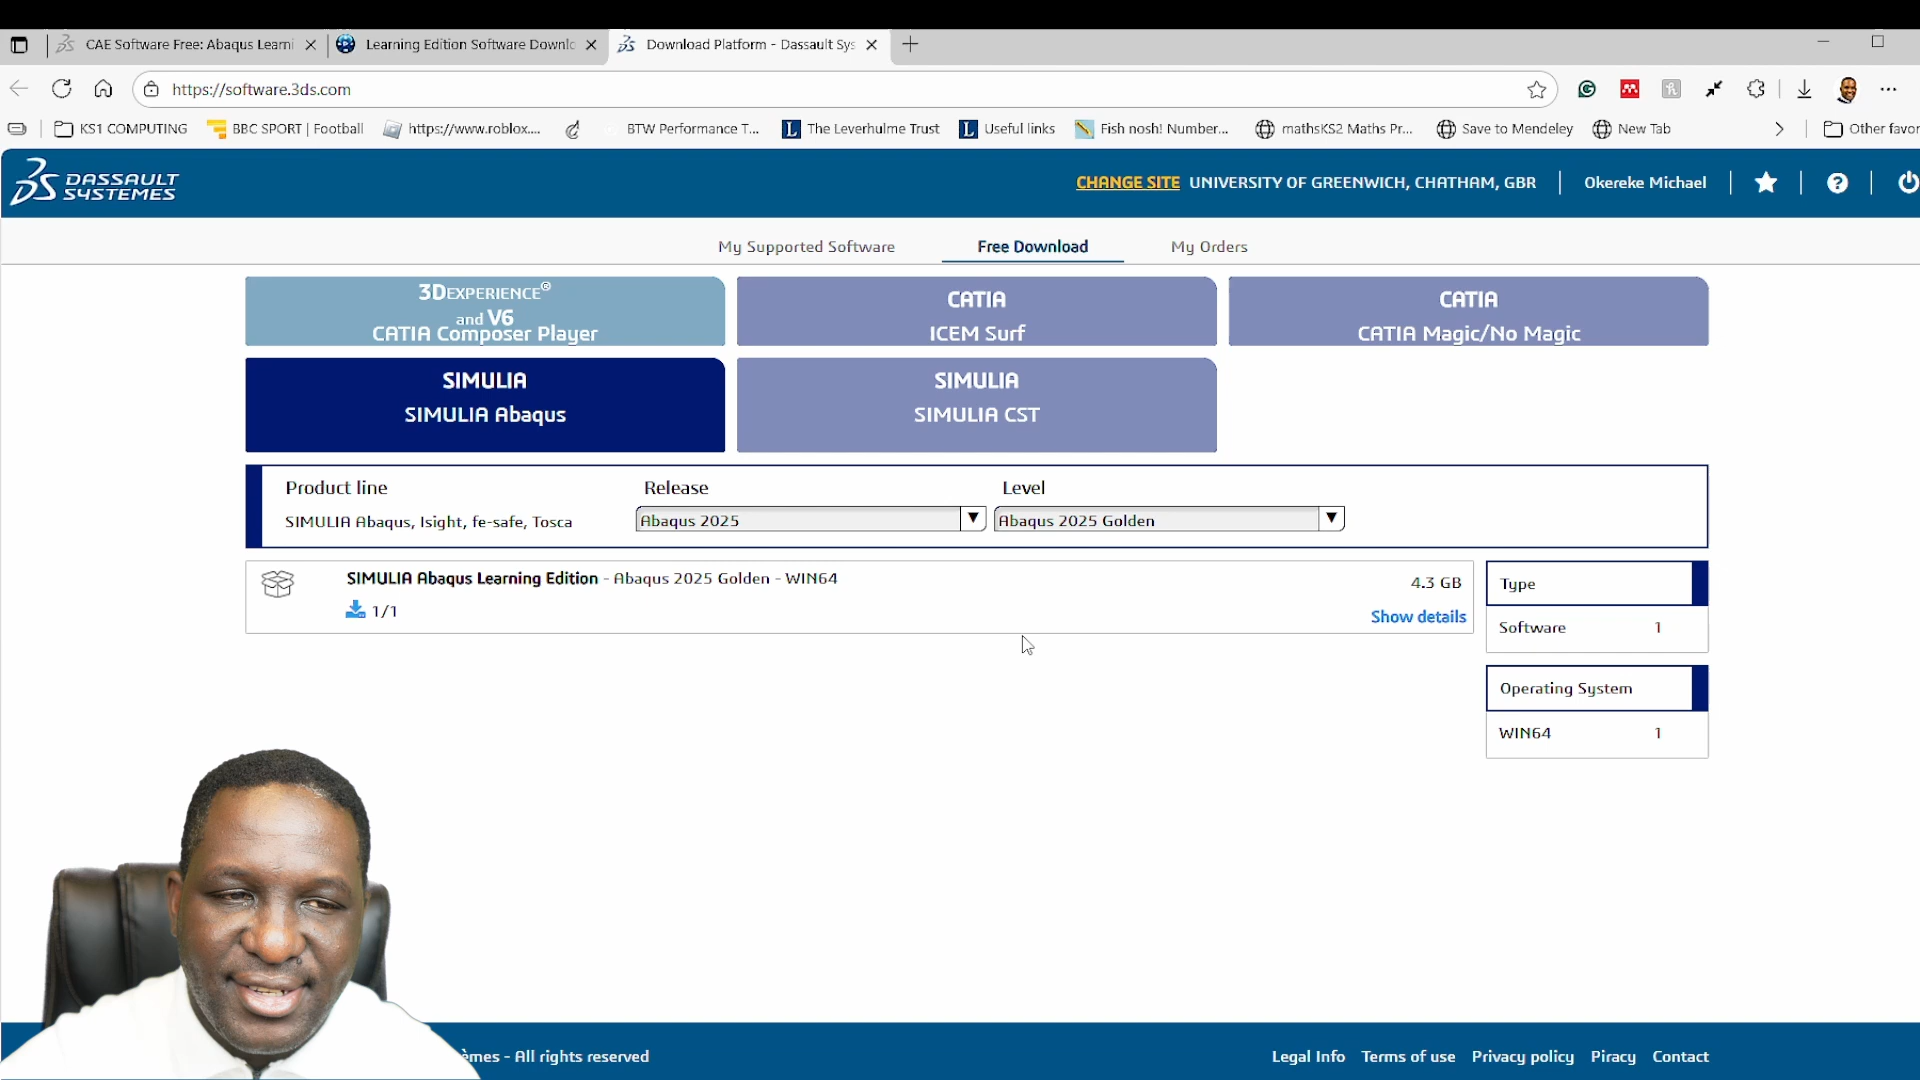 CAE Software Free: Abaqus Learni
Learning Edition Software Downlo
Download Platform - Dassault Sys
https://software.3ds.com
KS1 COMPUTING
BBC SPORT | Football
https://www.roblox....
BTW Performance T...
The Leverhulme Trust
Useful links
Fish nosh! Number...
mathsKS2 Maths Pr...
Save to Mendeley
New Tab
Other favor
DASSAULT
SYSTEMES
CHANGE SITE UNIVERSITY OF GREENWICH, CHATHAM, GBR
Okereke Michael
My Supported Software
Free Download
My Orders
3DEXPERIENCE®
and V6
CATIA Composer Player
CATIA
ICEM Surf
CATIA
CATIA Magic/No Magic
SIMULIA
SIMULIA Abaqus
SIMULIA
SIMULIA CST
Product line
Release
Level
SIMULIA Abaqus, Isight, fe-safe, Tosca
Abaqus 2025
Abaqus 2025 Golden
SIMULIA Abaqus Learning Edition - Abaqus 2025 Golden - WIN64
4.3 GB
1/1
Show details
Type
Software 1
Operating System
WIN64 1
èmes - All rights reserved
Legal Info
Terms of use
Privacy policy
Piracy
Contact